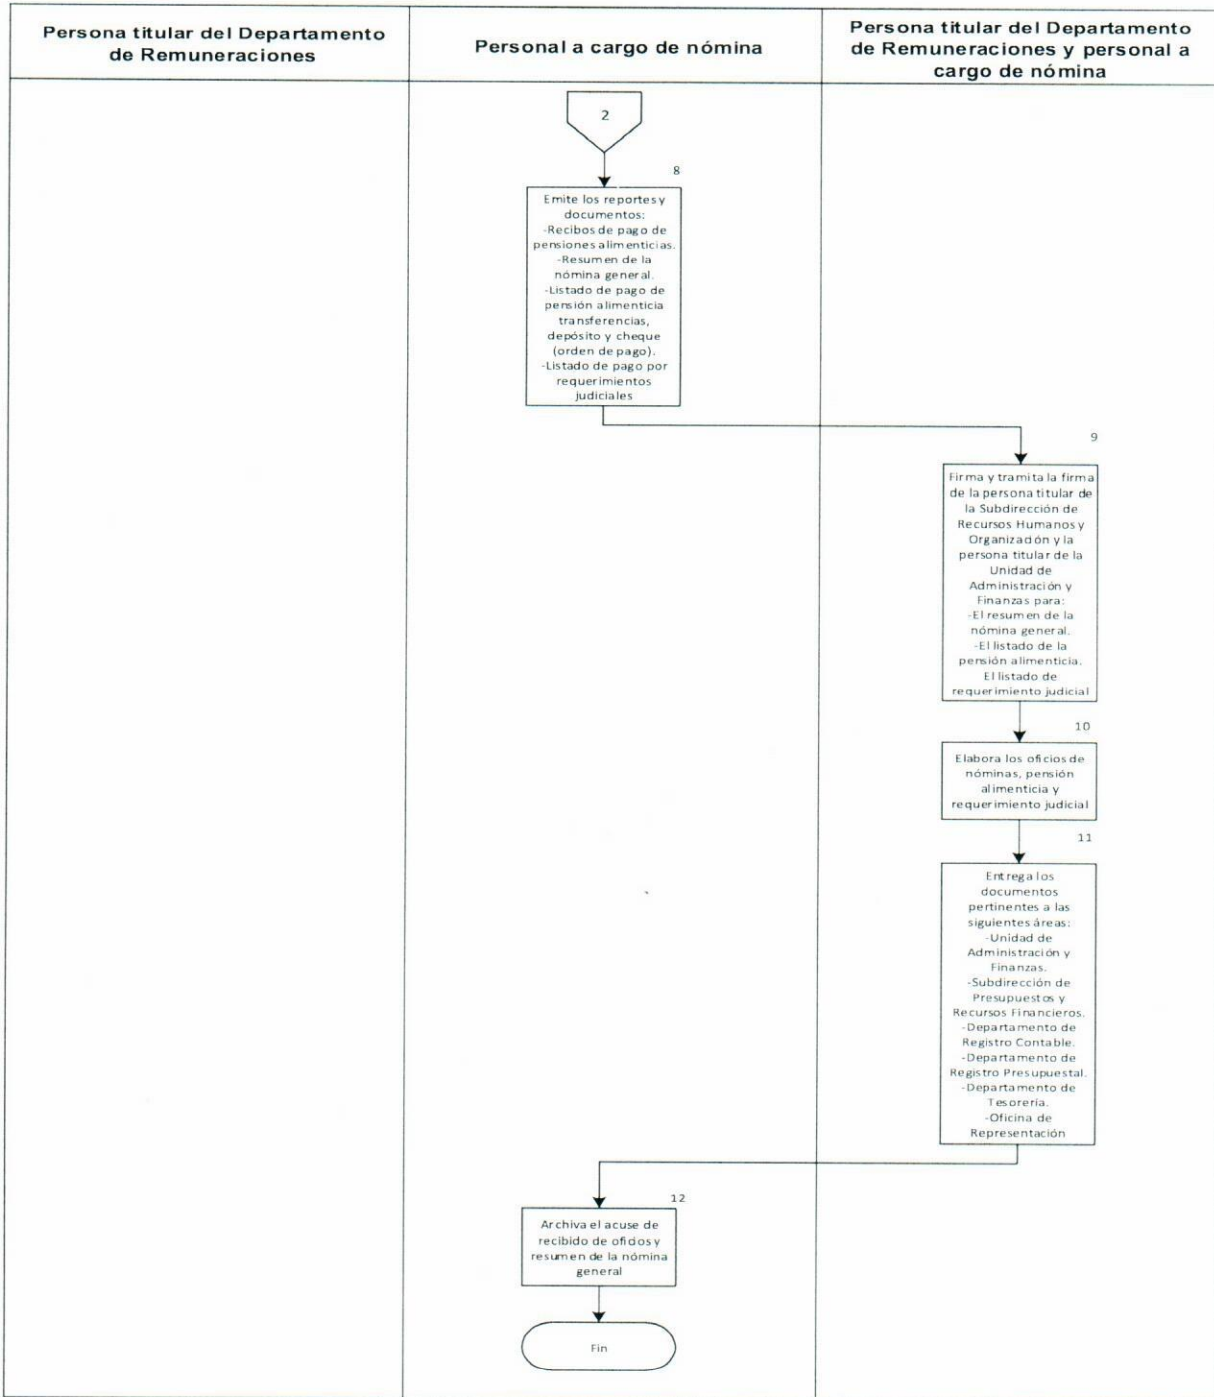 Persona titular del Departamento
de Remuneraciones
Personal a cargo de nómina
Persona titular del Departamento
de Remuneraciones y personal a
cargo de nómina
2
8
Emite los reportes y
documentos:
-Recibos de pago de
pensiones alimenticias.
-Resumen de la
nómina general.
-Listado de pago de
pensión alimenticia
transferencias,
depósito y cheque
(orden de pago).
-Listado de pago por
requerimientos
judiciales
9
Firma y tramita la firma
de la persona titular de
la Subdirección de
Recursos Humanos y
Organización y la
persona titular de la
Unidad de
Administración y
Finanzas para:
-El resumen de la
nómina general.
-El listado de la
pensión alimenticia.
El listado de
requerimiento judicial
10
Elabora los oficios de
nóminas, pensión
alimenticia y
requerimiento judicial
11
Entrega los
documentos
pertinentes a las
siguientes áreas:
-Unidad de
Administración y
Finanzas.
-Subdirección de
Presupuestos y
Recursos Financieros.
-Departamento de
Registro Contable.
-Departamento de
Registro Presupuestal.
-Departamento de
Tesorería.
-Oficina de
Representación
12
Archiva el acuse de
recibido de oficios y
resumen de la nómina
general
Fin